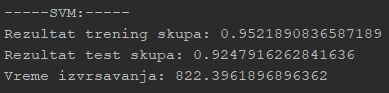 -----SVM:-----
Rezultat trening skupa: 0.9521890836587189
Rezultat test skupa: 0.9247916262841636
Vreme izvrsavanja: 822.3961896896362